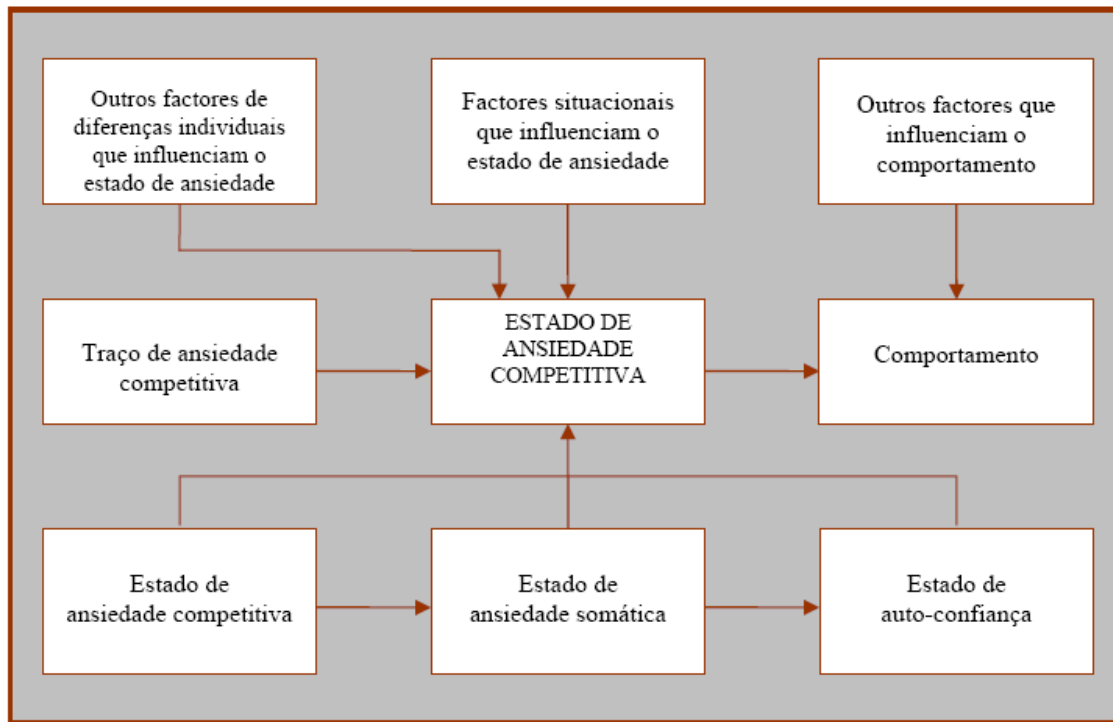 Outros factores de
diferenças individuais
que influenciam o
estado de ansiedade
Factores situacionais
que influenciam o
estado de ansiedade
Outros factores que
influenciam o
comportamento
Traço de ansiedade
competitiva
ESTADO DE
ANSIEDADE
COMPETITIVA
Comportamento
Estado de
ansiedade competitiva
Estado de
ansiedade somática
Estado de
auto-confiança